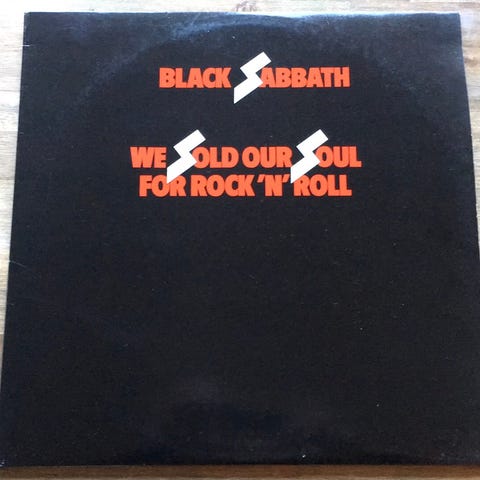 BLACK SABBATH
WE SOLD OUR SOUL
FOR ROCK 'N' ROLL